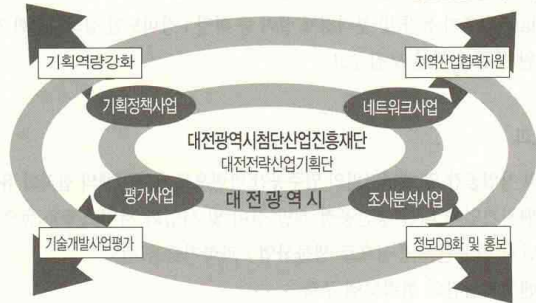 기획역량강화
지역산업협력지원
기획정책사업
네트워크사업
대전광역시첨단산업진흥재단
대전전략산업기획단
평가사업
대전광역시
조사분석사업
기술개발사업평가
정보DB화 및 홍보